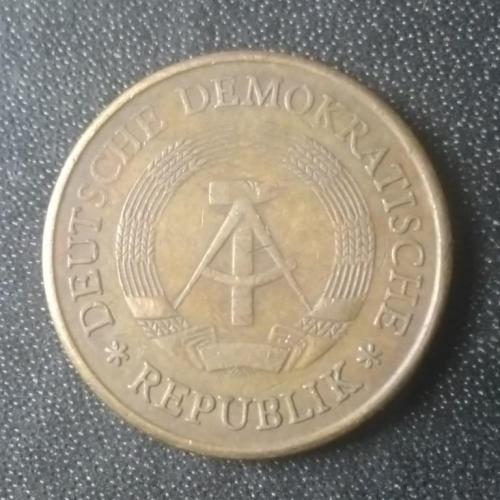 DEUTSCHE DEMOKRATISCHE
* REPUBLIK *